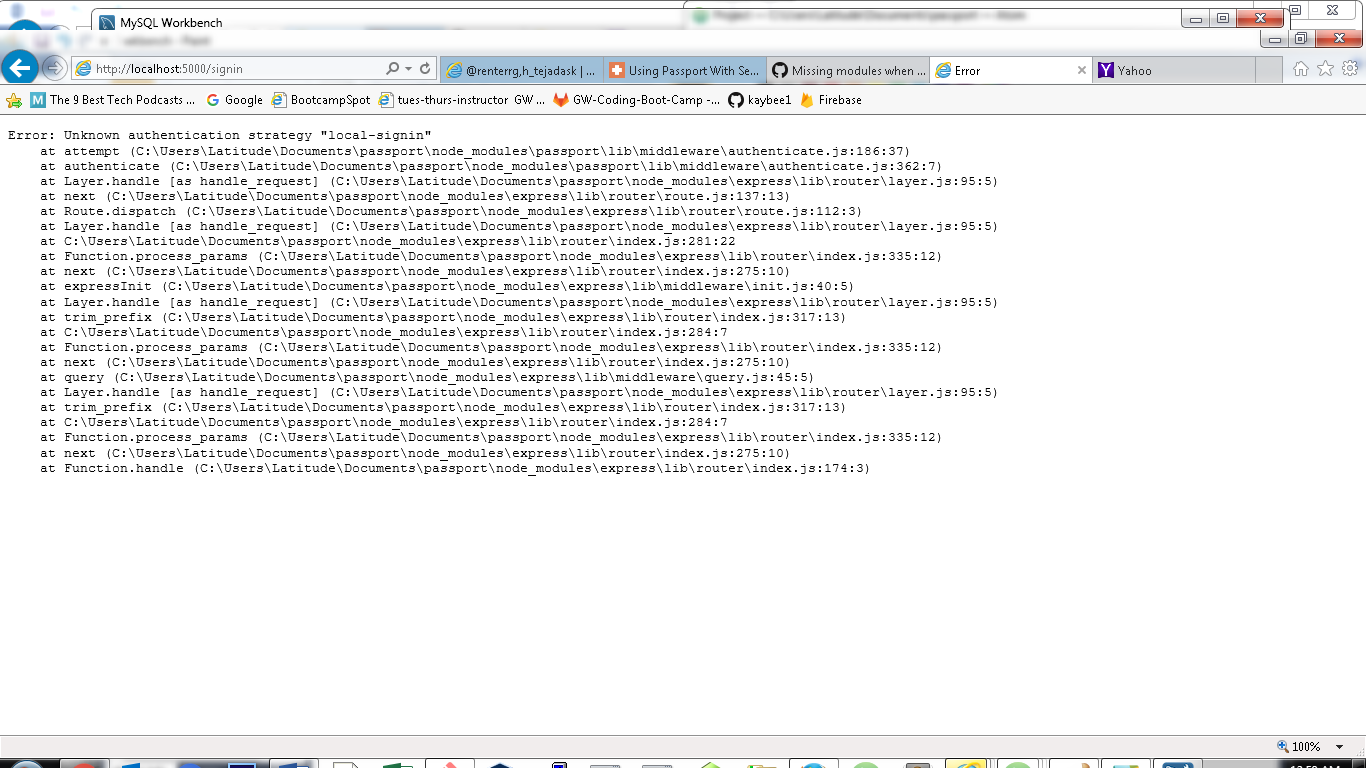 MySQL Workbench
http://localhost:5000/signin
@renterrg,h_tejadask | ...
Using Passport With Se...
Missing modules when ...
Error
Yahoo
The 9 Best Tech Podcasts ...
Google
BootcampSpot
tues-thurs-instructor GW ...
GW-Coding-Boot-Camp -...
kaybee1
Firebase
Error: Unknown authentication strategy "local-signin"
at attempt (C:\Users\Latitude\Documents\passport\node_modules\passport\lib\middleware\authenticate.js:186:37)
at authenticate (C:\Users\Latitude\Documents\passport\node_modules\passport\lib\middleware\authenticate.js:362:7)
at Layer.handle [as handle_request] (C:\Users\Latitude\Documents\passport\node_modules\express\lib\router\layer.js:95:5)
at next (C:\Users\Latitude\Documents\passport\node_modules\express\lib\router\route.js:137:13)
at Route.dispatch (C:\Users\Latitude\Documents\passport\node_modules\express\lib\router\route.js:112:3)
at Layer.handle [as handle_request] (C:\Users\Latitude\Documents\passport\node_modules\express\lib\router\layer.js:95:5)
at C:\Users\Latitude\Documents\passport\node_modules\express\lib\router\index.js:281:22
at Function.process_params (C:\Users\Latitude\Documents\passport\node_modules\express\lib\router\index.js:335:12)
at next (C:\Users\Latitude\Documents\passport\node_modules\express\lib\router\index.js:275:10)
at expressInit (C:\Users\Latitude\Documents\passport\node_modules\express\lib\middleware\init.js:40:5)
at Layer.handle [as handle_request] (C:\Users\Latitude\Documents\passport\node_modules\express\lib\router\layer.js:95:5)
at trim_prefix (C:\Users\Latitude\Documents\passport\node_modules\express\lib\router\index.js:317:13)
at C:\Users\Latitude\Documents\passport\node_modules\express\lib\router\index.js:284:7
at Function.process_params (C:\Users\Latitude\Documents\passport\node_modules\express\lib\router\index.js:335:12)
at next (C:\Users\Latitude\Documents\passport\node_modules\express\lib\router\index.js:275:10)
at query (C:\Users\Latitude\Documents\passport\node_modules\express\lib\middleware\query.js:45:5)
at Layer.handle [as handle_request] (C:\Users\Latitude\Documents\passport\node_modules\express\lib\router\layer.js:95:5)
at trim_prefix (C:\Users\Latitude\Documents\passport\node_modules\express\lib\router\index.js:317:13)
at C:\Users\Latitude\Documents\passport\node_modules\express\lib\router\index.js:284:7
at Function.process_params (C:\Users\Latitude\Documents\passport\node_modules\express\lib\router\index.js:335:12)
at next (C:\Users\Latitude\Documents\passport\node_modules\express\lib\router\index.js:275:10)
at Function.handle (C:\Users\Latitude\Documents\passport\node_modules\express\lib\router\index.js:174:3)
100%